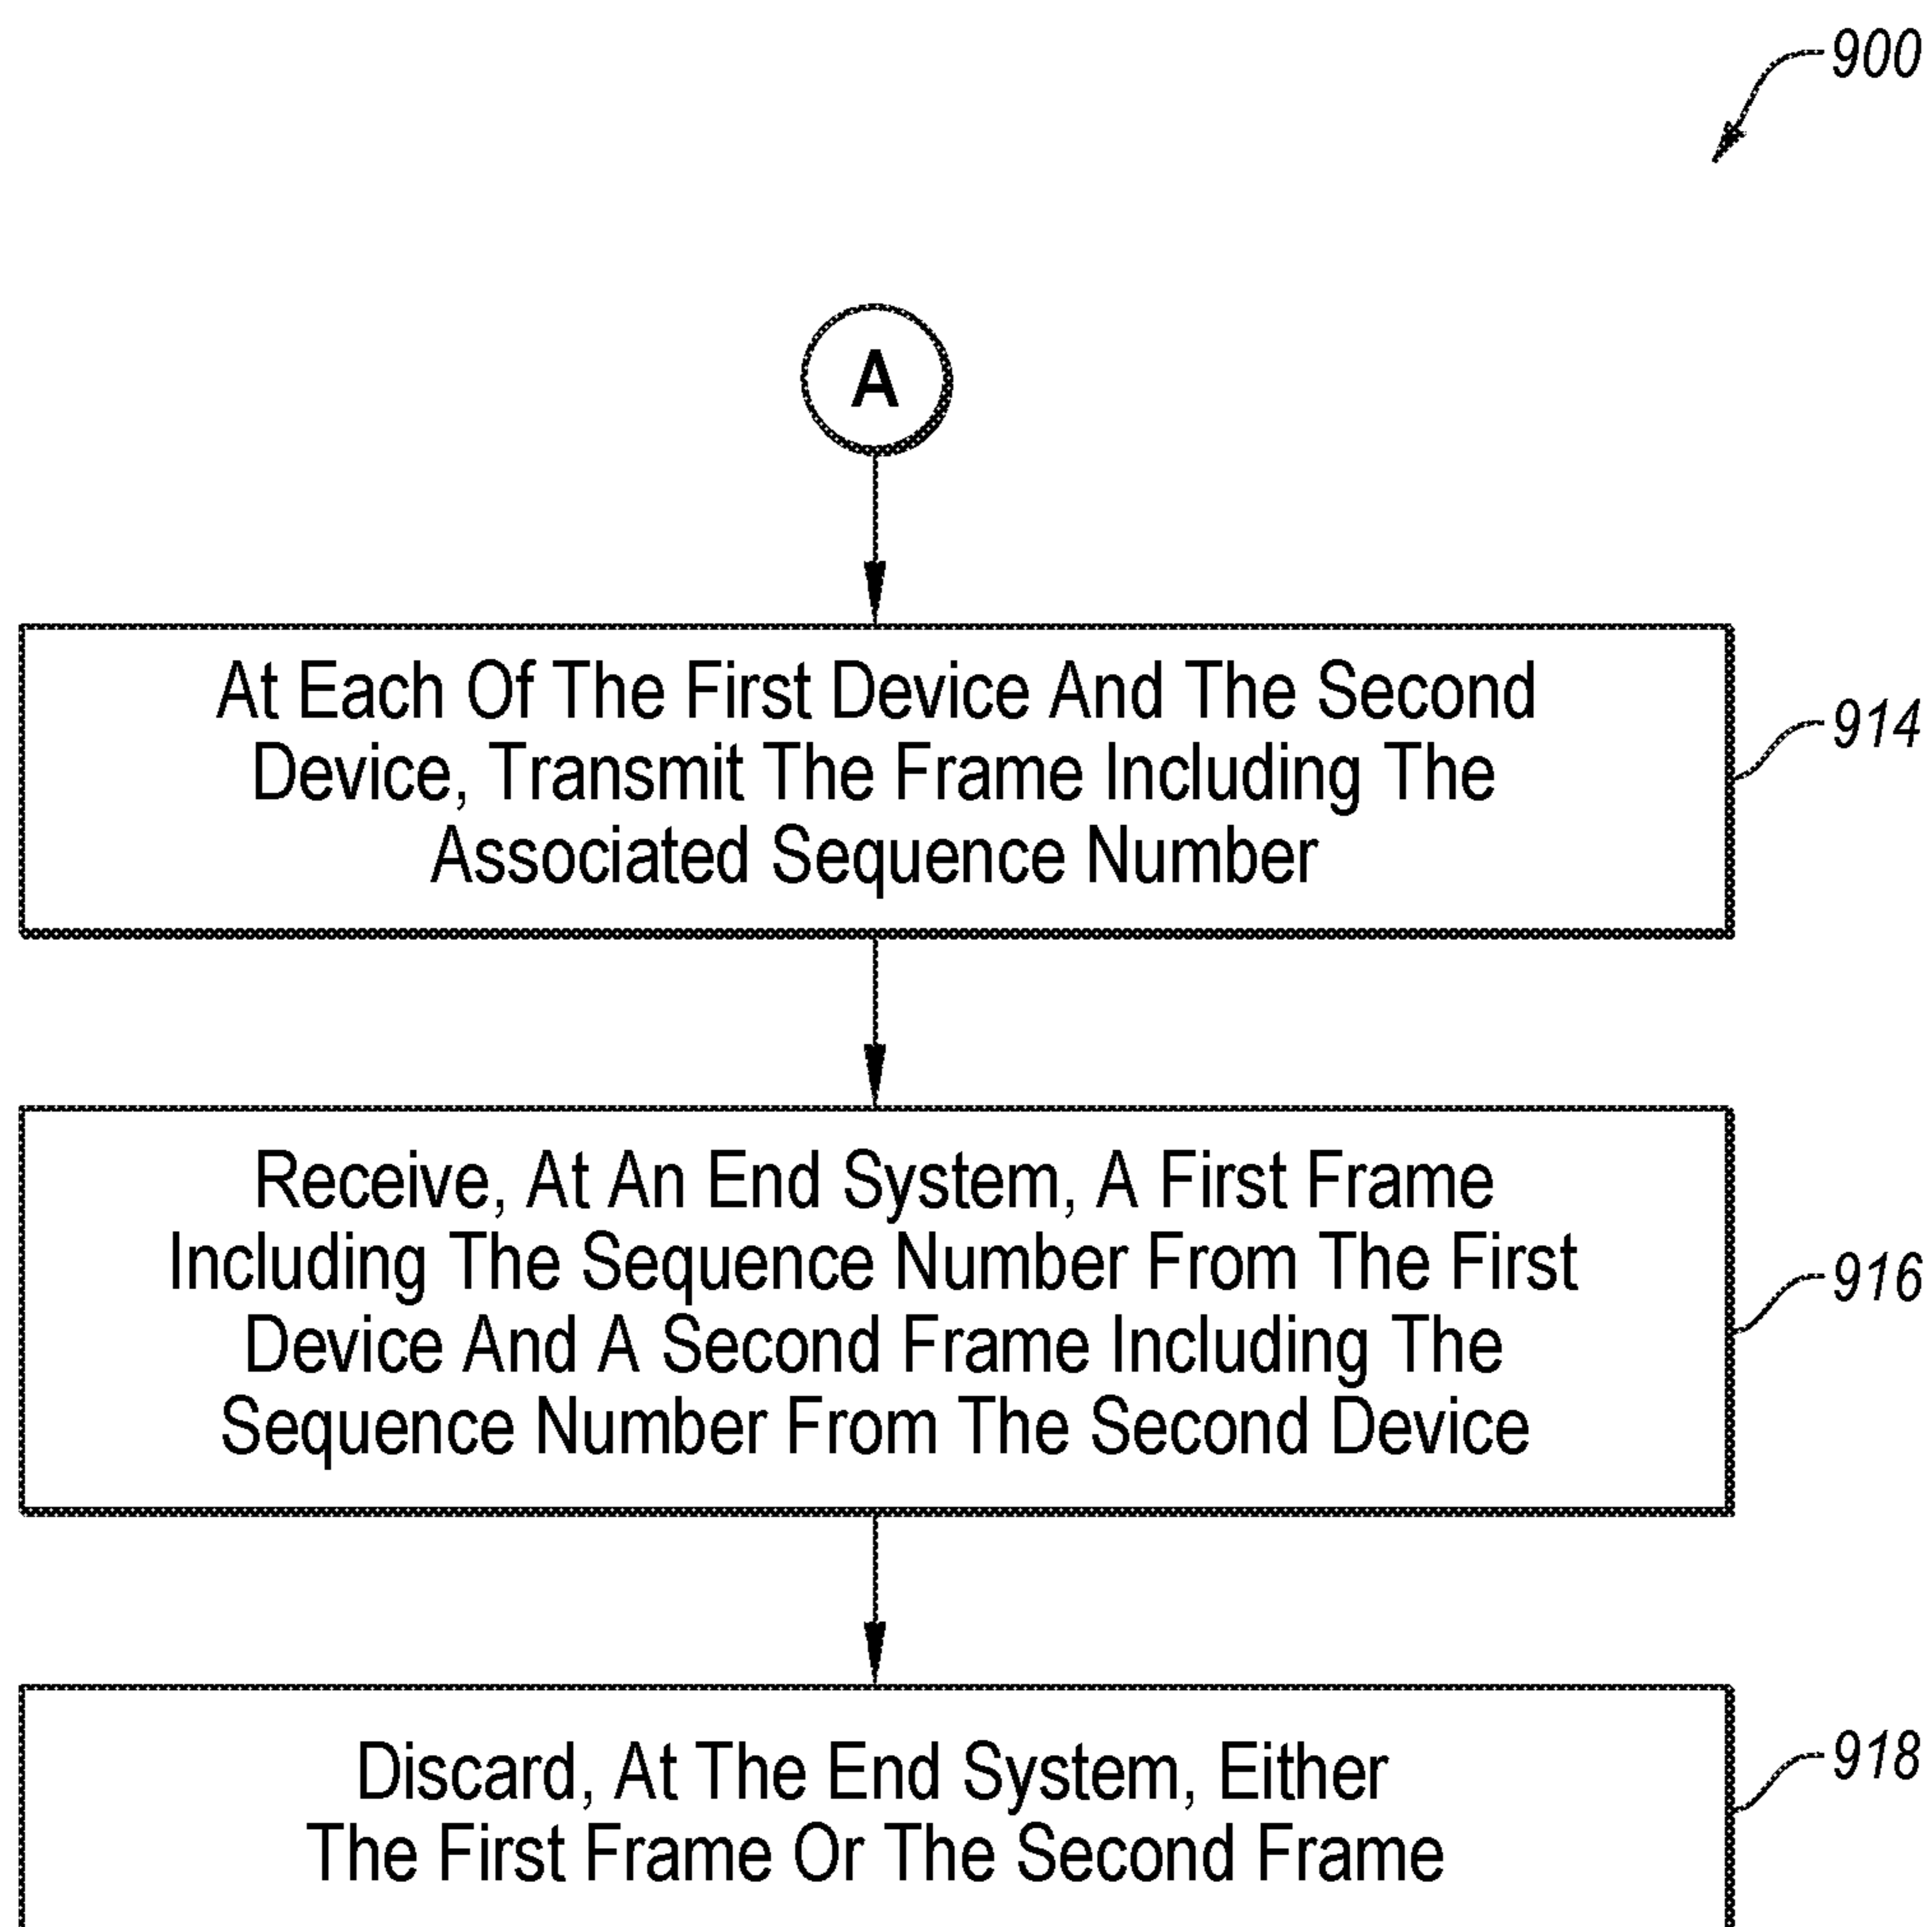 900
A
At Each Of The First Device And The Second
Device, Transmit The Frame Including The
Associated Sequence Number
914
Receive, At An End System, A First Frame
Including The Sequence Number From The First
Device And A Second Frame Including The
Sequence Number From The Second Device
916
Discard, At The End System, Either
The First Frame Or The Second Frame
918